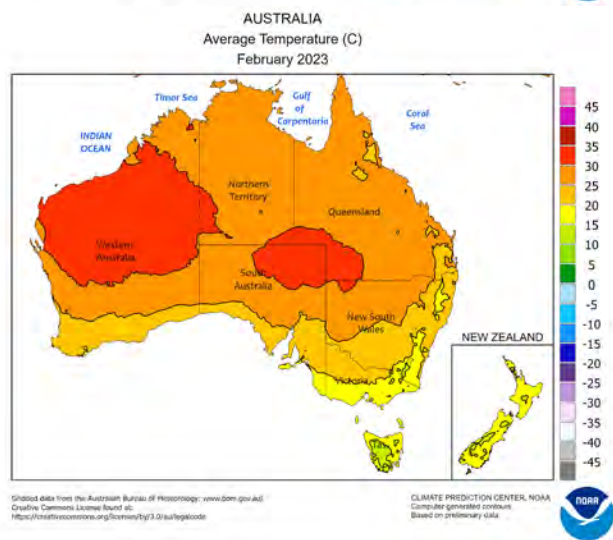 AUSTRALIA
Average Temperature (C)
February 2023
Timor Sea
Gulf
of
Carpentaria
Coral
Sea
INDIAN
OCEAN
Northern
Territory
Queensland
Western
Australia
South
Australia
New South
Wales
Victoria
Tas
NEW ZEALAND
45
40
35
30
25
20
15
10
5
0
-5
-10
-15
-20
-25
-30
-35
-40
-45
Gridded data from the Australian Bureau of Meteorology: www.bom.gov.au/
Creative Commons License found at:
https://creativecommons.org/licenses/by/3.0/au/legalcode
CLIMATE PREDICTION CENTER, NOAA
Computer generated contours
Based on preliminary data
NOAA